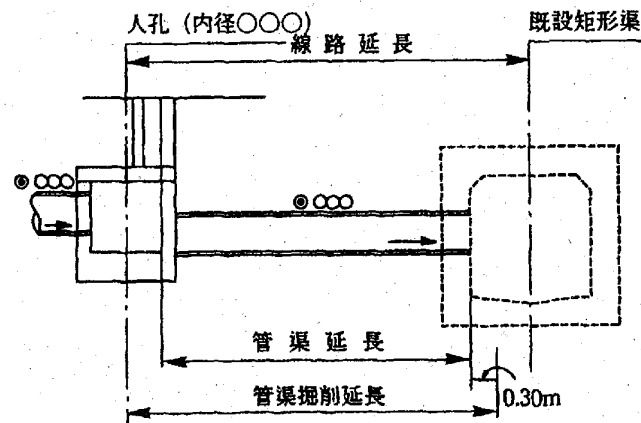 人孔 (内径○○○)
既設矩形渠
線路延長
◎ ○○○
◎ ○○○
管渠延長
管渠掘削延長
0.30m